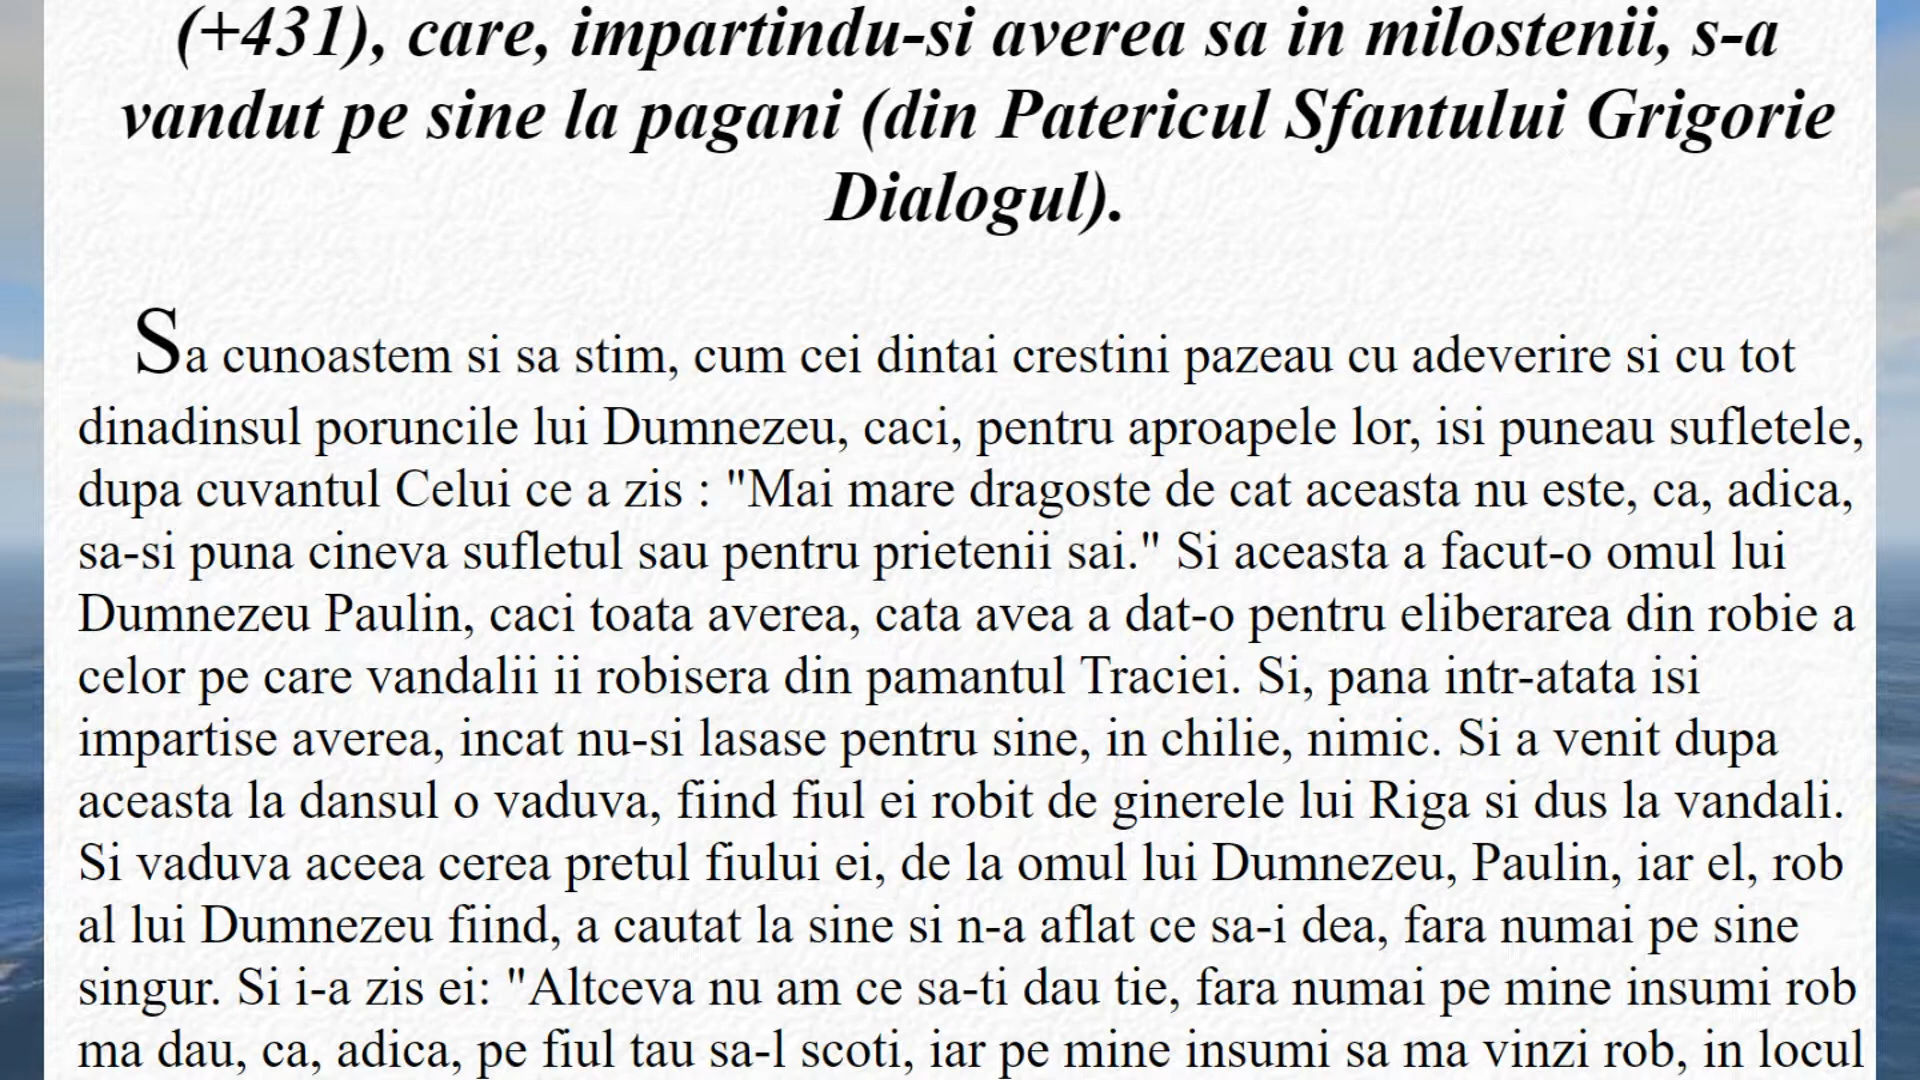 (+431), care, impartindu-si averea sa in milostenii, s-a
vandut pe sine la pagani (din Patericul Sfantului Grigorie
Dialogul).
Sa cunoastem si sa stim, cum cei dintai crestini pazeau cu adeverire si cu tot
dinadinsul poruncile lui Dumnezeu, caci, pentru aproapele lor, isi puneau sufletele,
dupa cuvantul Celui ce a zis : "Mai mare dragoste de cat aceasta nu este, ca, adica,
sa-si puna cineva sufletul sau pentru prietenii sai." Si aceasta a facut-o omul lui
Dumnezeu Paulin, caci toata averea, cata avea a dat-o pentru eliberarea din robie a
celor pe care vandalii ii robisera din pamantul Traciei. Si, pana intr-atata isi
impartise averea, incat nu-si lasase pentru sine, in chilie, nimic. Si a venit dupa
aceasta la dansul o vaduva, fiind fiul ei robit de ginerele lui Riga si dus la vandali.
Si vaduva aceea cerea pretul fiului ei, de la omul lui Dumnezeu, Paulin, iar el, rob
al lui Dumnezeu fiind, a cautat la sine si n-a aflat ce sa-i dea, fara numai pe sine
singur. Si i-a zis ei: "Altceva nu am ce sa-ti dau tie, fara numai pe mine insumi rob
ma dau, ca, adica, pe fiul tau sa-l scoti, iar pe mine insumi sa ma vinzi rob, in locul